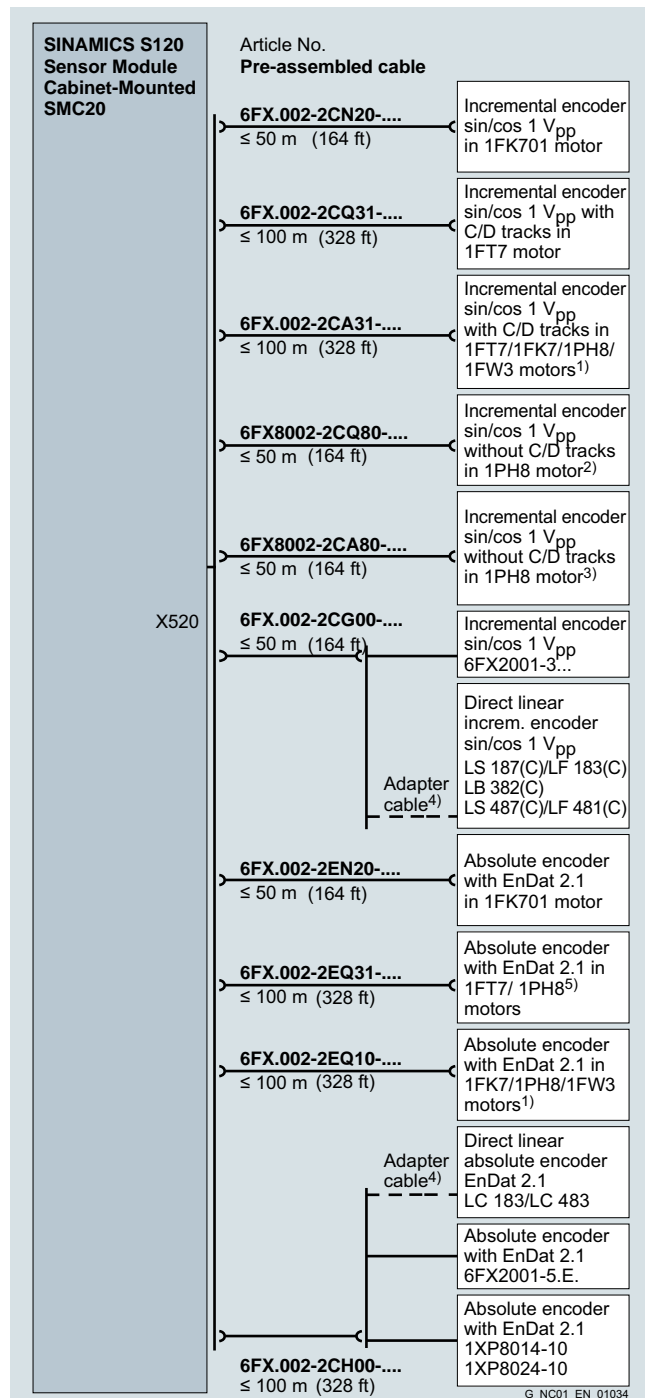 SINAMICS S120
Sensor Module
Cabinet-Mounted
SMC20
Article No.
Pre-assembled cable
6FX.002-2CN20-....
≤ 50 m (164 ft)
Incremental encoder
sin/cos 1 Vpp
in 1FK701 motor
6FX.002-2CQ31-....
≤ 100 m (328 ft)
Incremental encoder
sin/cos 1 Vpp with
C/D tracks in
1FT7 motor
6FX.002-2CA31-....
≤ 100 m (328 ft)
Incremental encoder
sin/cos 1 Vpp
with C/D tracks in
1FT7/1FK7/1PH8/
1FW3 motors1)
6FX8002-2CQ80-....
≤ 50 m (164 ft)
Incremental encoder
sin/cos 1 Vpp
without C/D tracks
in 1PH8 motor2)
6FX8002-2CA80-....
≤ 50 m (164 ft)
Incremental encoder
sin/cos 1 Vpp
without C/D tracks
in 1PH8 motor3)
X520
6FX.002-2CG00-....
≤ 50 m (164 ft)
Incremental encoder
sin/cos 1 Vpp
6FX2001-3...
Direct linear
increm. encoder
sin/cos 1 Vpp
LS 187(C)/LF 183(C)
LB 382(C)
LS 487(C)/LF 481(C)
Adapter
cable4)
6FX.002-2EN20-....
≤ 50 m (164 ft)
Absolute encoder
with EnDat 2.1
in 1FK701 motor
6FX.002-2EQ31-....
≤ 100 m (328 ft)
Absolute encoder
with EnDat 2.1 in
1FT7/ 1PH85)
motors
6FX.002-2EQ10-....
≤ 100 m (328 ft)
Absolute encoder
with EnDat 2.1 in
1FK7/1PH8/1FW3
motors1)
Adapter
cable4)
Direct linear
absolute encoder
EnDat 2.1
LC 183/LC 483
Absolute encoder
with EnDat 2.1
6FX2001-5.E.
Absolute encoder
with EnDat 2.1
1XP8014-10
1XP8024-10
6FX.002-2CH00-....
≤ 100 m (328 ft)
G_NC01_EN_01034